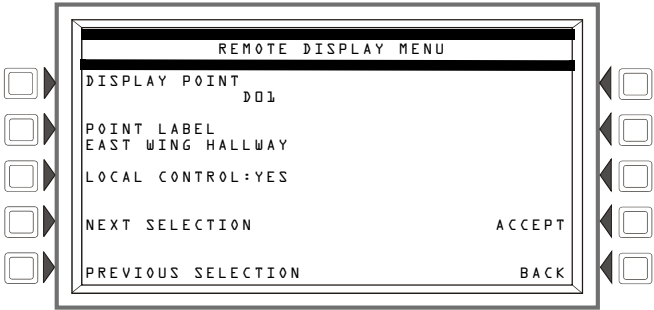 REMOTE DISPLAY MENU
DISPLAY POINT
D01
POINT LABEL
EAST WING HALLWAY
LOCAL CONTROL:YES
NEXT SELECTION
ACCEPT
PREVIOUS SELECTION
BACK